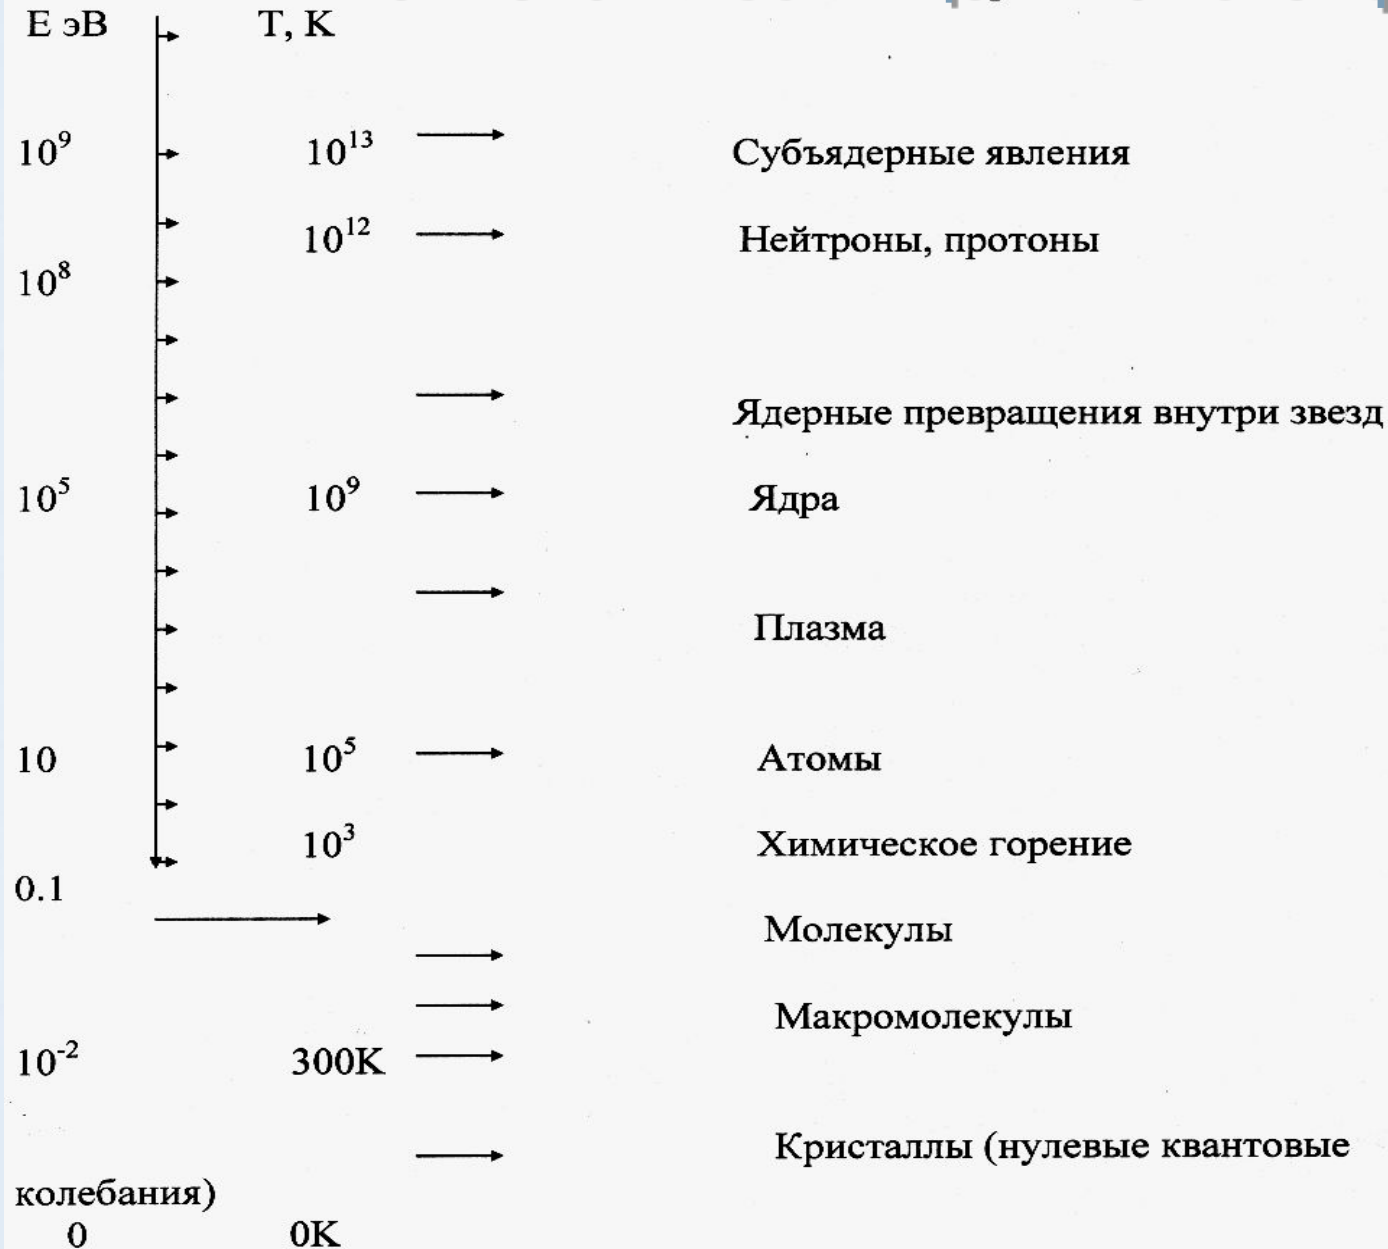 E эВ T, K
10⁹ 10¹³ Субъядерные явления
10¹² Нейтроны, протоны
10⁸
Ядерные превращения внутри звезд
10⁵ 10⁹ Ядра
Плазма
10 10⁵ Атомы
10³ Химическое горение
0.1
Молекулы
Макромолекулы
10⁻² 300K
Кристаллы (нулевые квантовые
колебания)
0 0K